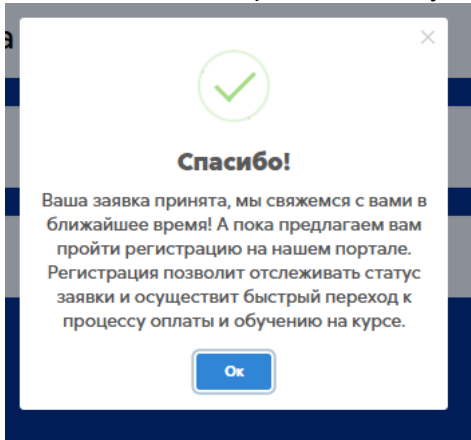 а
Спасибо!
Ваша заявка принята, мы свяжемся с вами в
ближайшее время! А пока предлагаем вам
пройти регистрацию на нашем портале.
Регистрация позволит отслеживать статус
заявки и осуществит быстрый переход к
процессу оплаты и обучению на курсе.
Ок